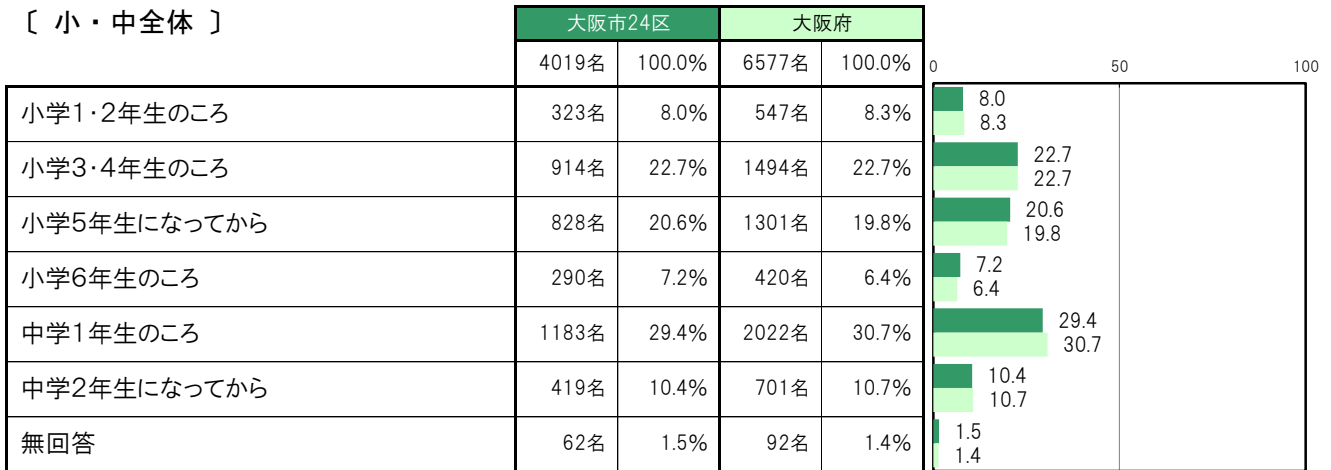 〔 小・中全体 〕
大阪市24区 大阪府
4019名 100.0% 6577名 100.0%
0 50 100
小学1・2年生のころ 323名 8.0% 547名 8.3%
8.0
8.3
小学3・4年生のころ 914名 22.7% 1494名 22.7%
22.7
22.7
小学5年生になってから 828名 20.6% 1301名 19.8%
20.6
19.8
小学6年生のころ 290名 7.2% 420名 6.4%
7.2
6.4
中学1年生のころ 1183名 29.4% 2022名 30.7%
29.4
30.7
中学2年生になってから 419名 10.4% 701名 10.7%
10.4
10.7
無回答 62名 1.5% 92名 1.4%
1.5
1.4